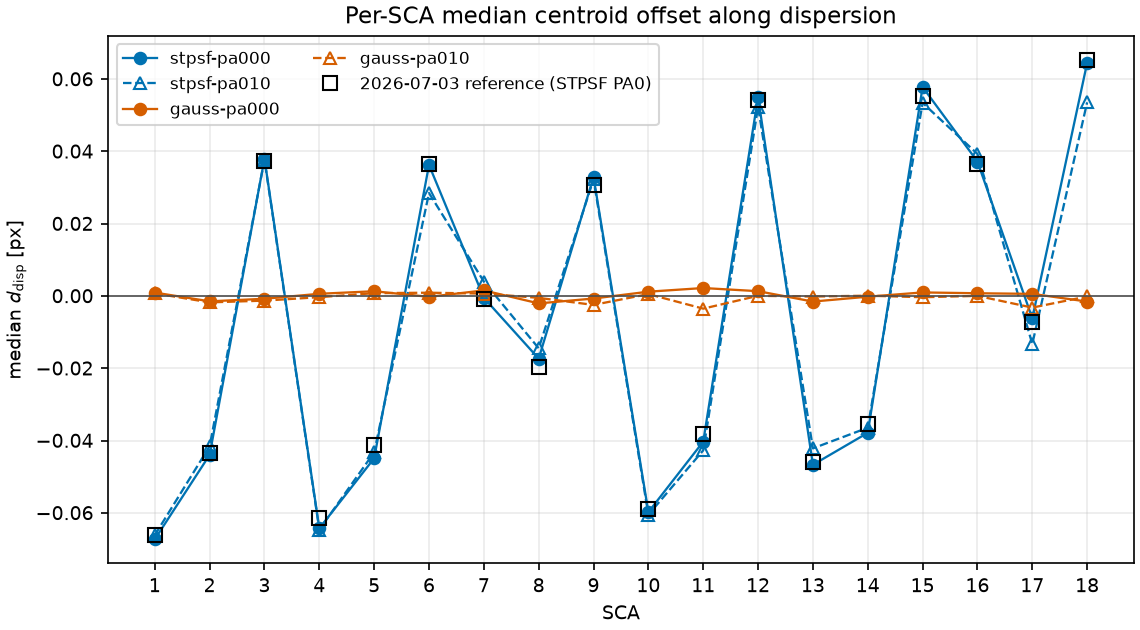 Per-SCA median centroid offset along dispersion
stpsf-pa000
stpsf-pa010
gauss-pa000
gauss-pa010
2026-07-03 reference (STPSF PA0)
median d_disp [px]
0.06
0.04
0.02
0.00
−0.02
−0.04
−0.06
1 2 3 4 5 6 7 8 9 10 11 12 13 14 15 16 17 18
SCA